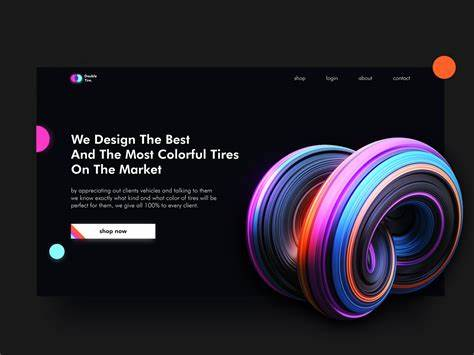 Double
Tire.
shop login about contact
We Design The Best
And The Most Colorful Tires
On The Market
by appreciating out clients vehicles and talking to them
we know exactly what kind and what color of tires will be
perfect for them, we give all 100% to every client.
shop now